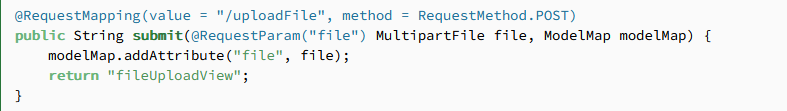 @RequestMapping(value = "/uploadFile", method = RequestMethod.POST)
public String submit(@RequestParam("file") MultipartFile file, ModelMap modelMap) {
    modelMap.addAttribute("file", file);
    return "fileUploadView";
}